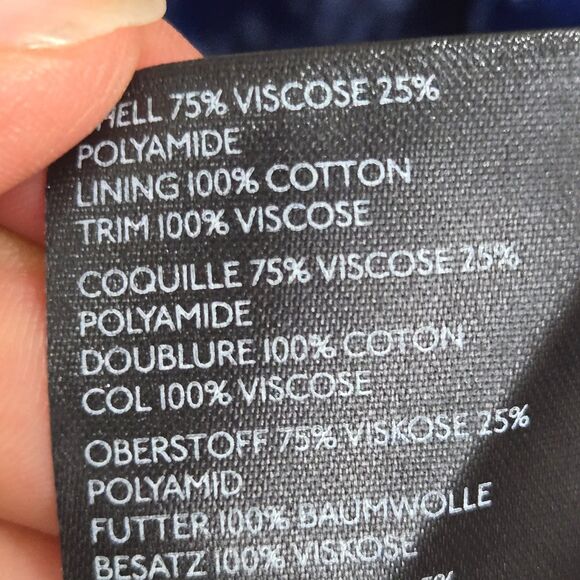 SHELL 75% VISCOSE 25%
POLYAMIDE
LINING 100% COTTON
TRIM 100% VISCOSE
COQUILLE 75% VISCOSE 25%
POLYAMIDE
DOUBLURE 100% COTON
COL 100% VISCOSE
OBERSTOFF 75% VISKOSE 25%
POLYAMID
FUTTER 100% BAUMWOLLE
BESATZ 100% VISKOSE